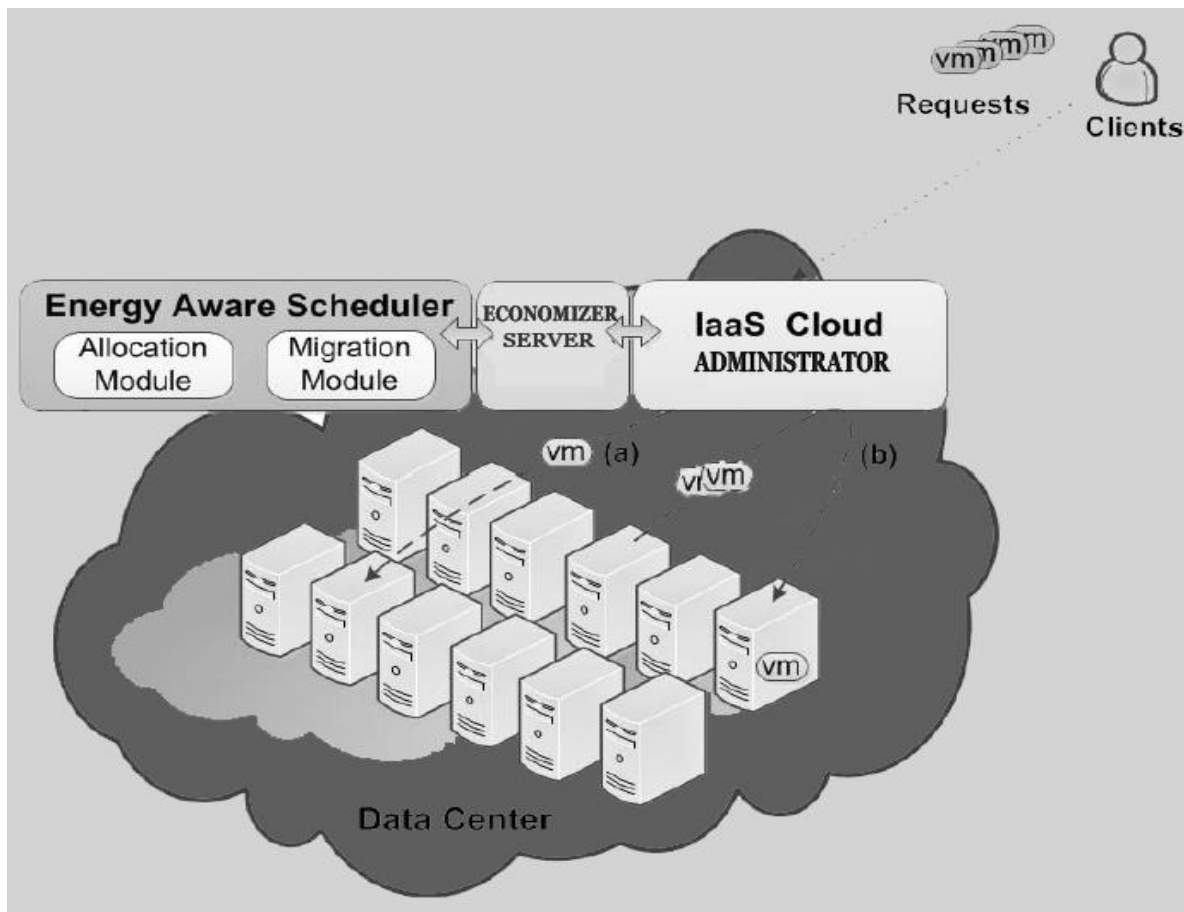 vm vm vm vm
Requests
Clients
Energy Aware Scheduler
Allocation
Module
Migration
Module
ECONOMIZER
SERVER
IaaS Cloud
ADMINISTRATOR
vm (a)
vm
(b)
vm
Data Center